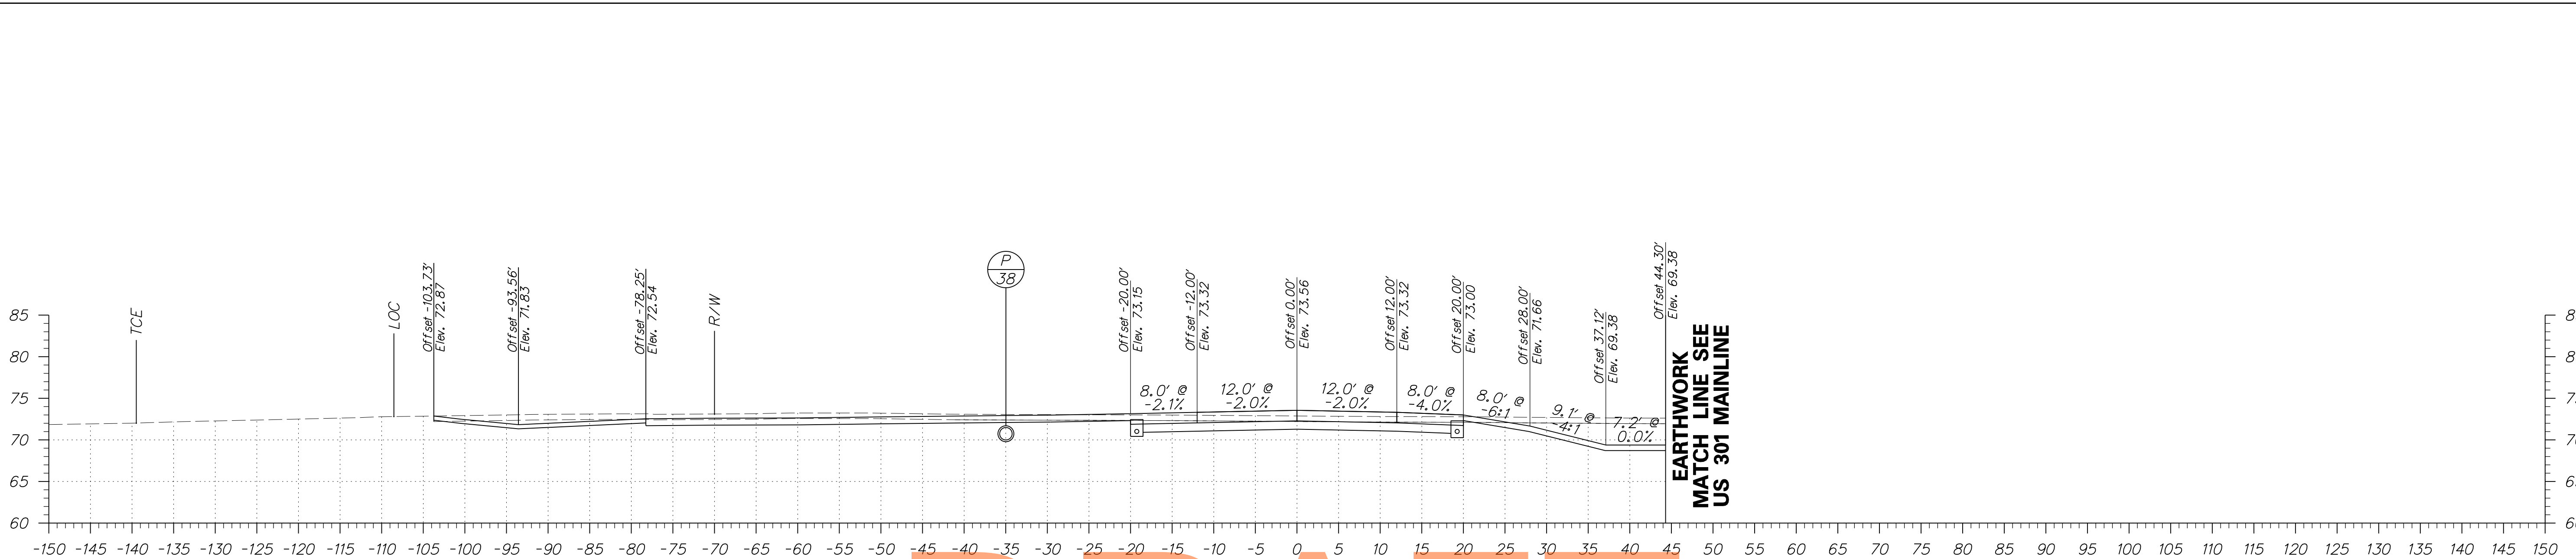 P
38
TCE
LOC
Offset -103.73'
Elev. 72.87
Offset -93.56'
Elev. 71.83
Offset -78.25'
Elev. 72.54
R/W
Offset -20.00'
Elev. 73.15
Offset -12.00'
Elev. 73.32
Offset 0.00'
Elev. 73.56
Offset 12.00'
Elev. 73.32
Offset 20.00'
Elev. 73.00
Offset 28.00'
Elev. 71.66
Offset 37.12'
Elev. 69.38
Offset 44.30'
Elev. 69.38
8.0' @
-2.1%
12.0' @
-2.0%
12.0' @
-2.0%
8.0' @
-4.0%
8.0' @
-6:1
9.1' @
-4:1
7.2' @
0.0%
EARTHWORK
MATCH LINE SEE
US 301 MAINLINE
85
80
75
70
65
60
-150 -145 -140 -135 -130 -125 -120 -115 -110 -105 -100 -95 -90 -85 -80 -75 -70 -65 -60 -55 -50 -45 -40 -35 -30 -25 -20 -15 -10 -5 0 5 10 15 20 25 30 35 40 45 50 55 60 65 70 75 80 85 90 95 100 105 110 115 120 125 130 135 140 145 150